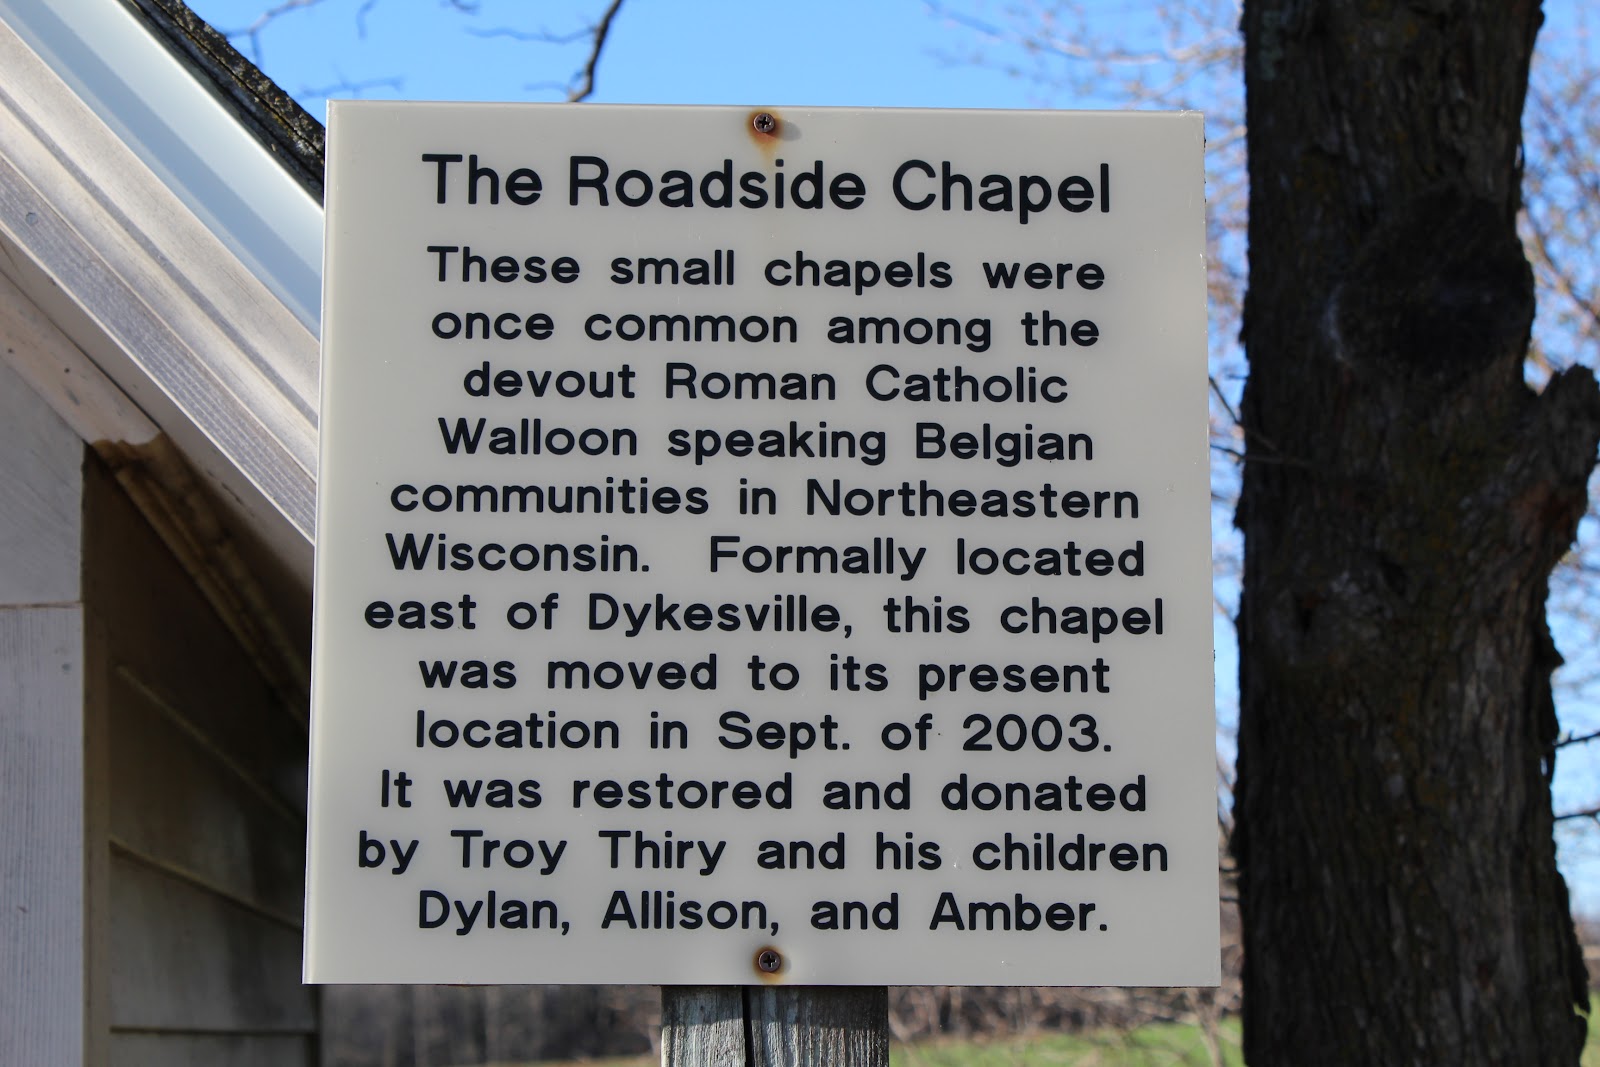 The Roadside Chapel
These small chapels were
once common among the
devout Roman Catholic
Walloon speaking Belgian
communities in Northeastern
Wisconsin. Formally located
east of Dykesville, this chapel
was moved to its present
location in Sept. of 2003.
It was restored and donated
by Troy Thiry and his children
Dylan, Allison, and Amber.